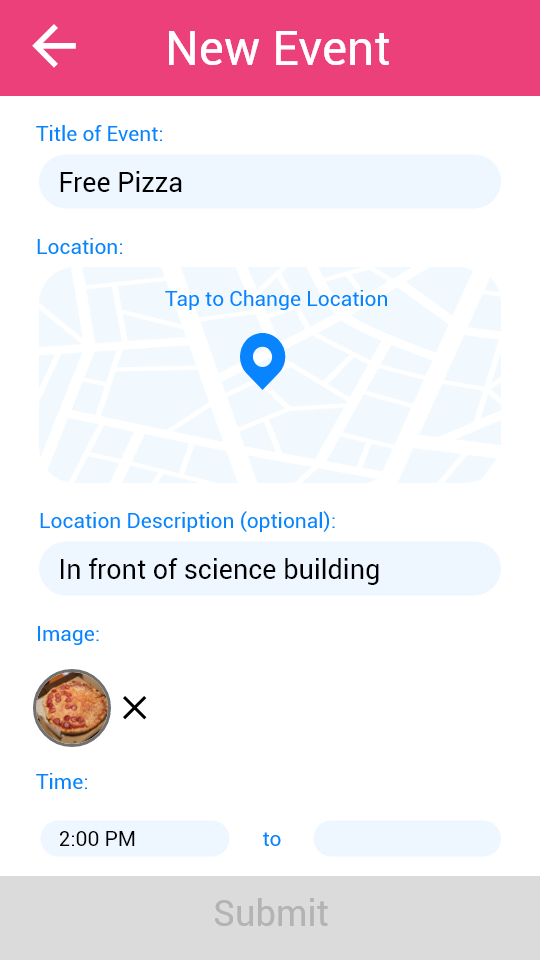 New Event
Title of Event:
Free Pizza
Location:
Tap to Change Location
Location Description (optional):
In front of science building
Image:
Time:
2:00 PM to
Submit